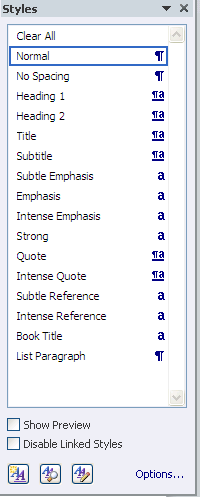 Styles
Clear All
Normal ¶
No Spacing ¶
Heading 1 ¶a
Heading 2 ¶a
Title ¶a
Subtitle ¶a
Subtle Emphasis a
Emphasis a
Intense Emphasis a
Strong a
Quote ¶a
Intense Quote ¶a
Subtle Reference a
Intense Reference a
Book Title a
List Paragraph ¶
Show Preview
Disable Linked Styles
Options...